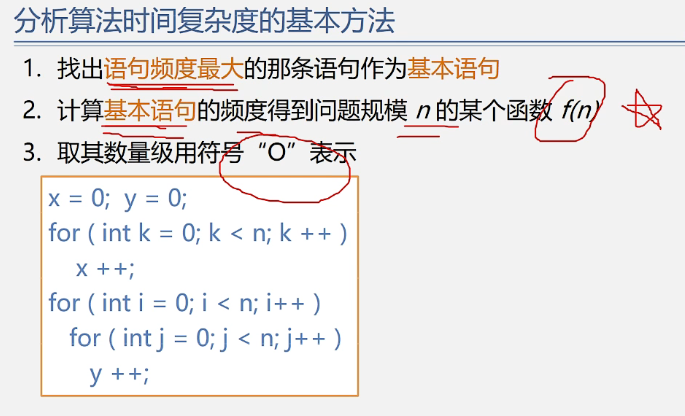 分析算法时间复杂度的基本方法
1. 找出语句频度最大的那条语句作为基本语句
2. 计算基本语句的频度得到问题规模 n 的某个函数 f(n)
3. 取其数量级用符号“O”表示
x = 0; y = 0;
for ( int k = 0; k < n; k ++ )
x ++;
for ( int i = 0; i < n; i++ )
for ( int j = 0; j < n; j++ )
y ++;